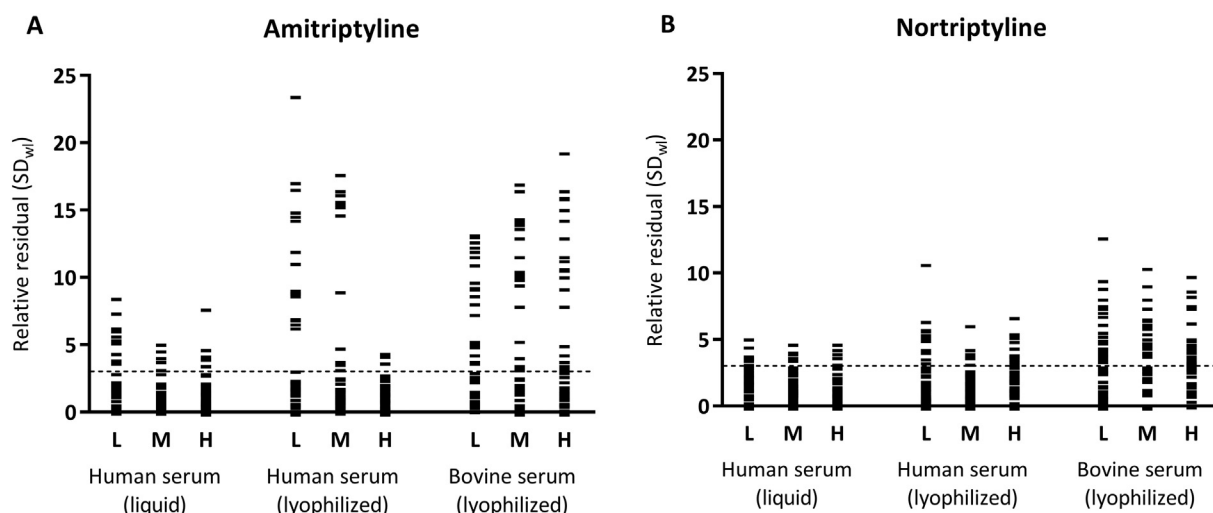 A
Amitriptyline
Relative residual (SDwl)
25
20
15
10
5
0
L M H L M H L M H
Human serum Human serum Bovine serum
(liquid) (lyophilized) (lyophilized)
B
Nortriptyline
Relative residual (SDwl)
25
20
15
10
5
0
L M H L M H L M H
Human serum Human serum Bovine serum
(liquid) (lyophilized) (lyophilized)